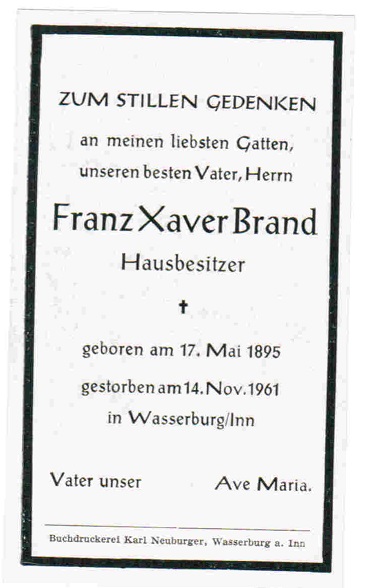 ZUM STILLEN GEDENKEN
an meinen liebsten Gatten,
unseren besten Vater, Herrn
Franz Xaver Brand
Hausbesitzer
✝
geboren am 17. Mai 1895
gestorben am 14. Nov. 1961
in Wasserburg/Inn
Vater unser Ave Maria.
Buchdruckerei Karl Neuburger, Wasserburg a. Inn